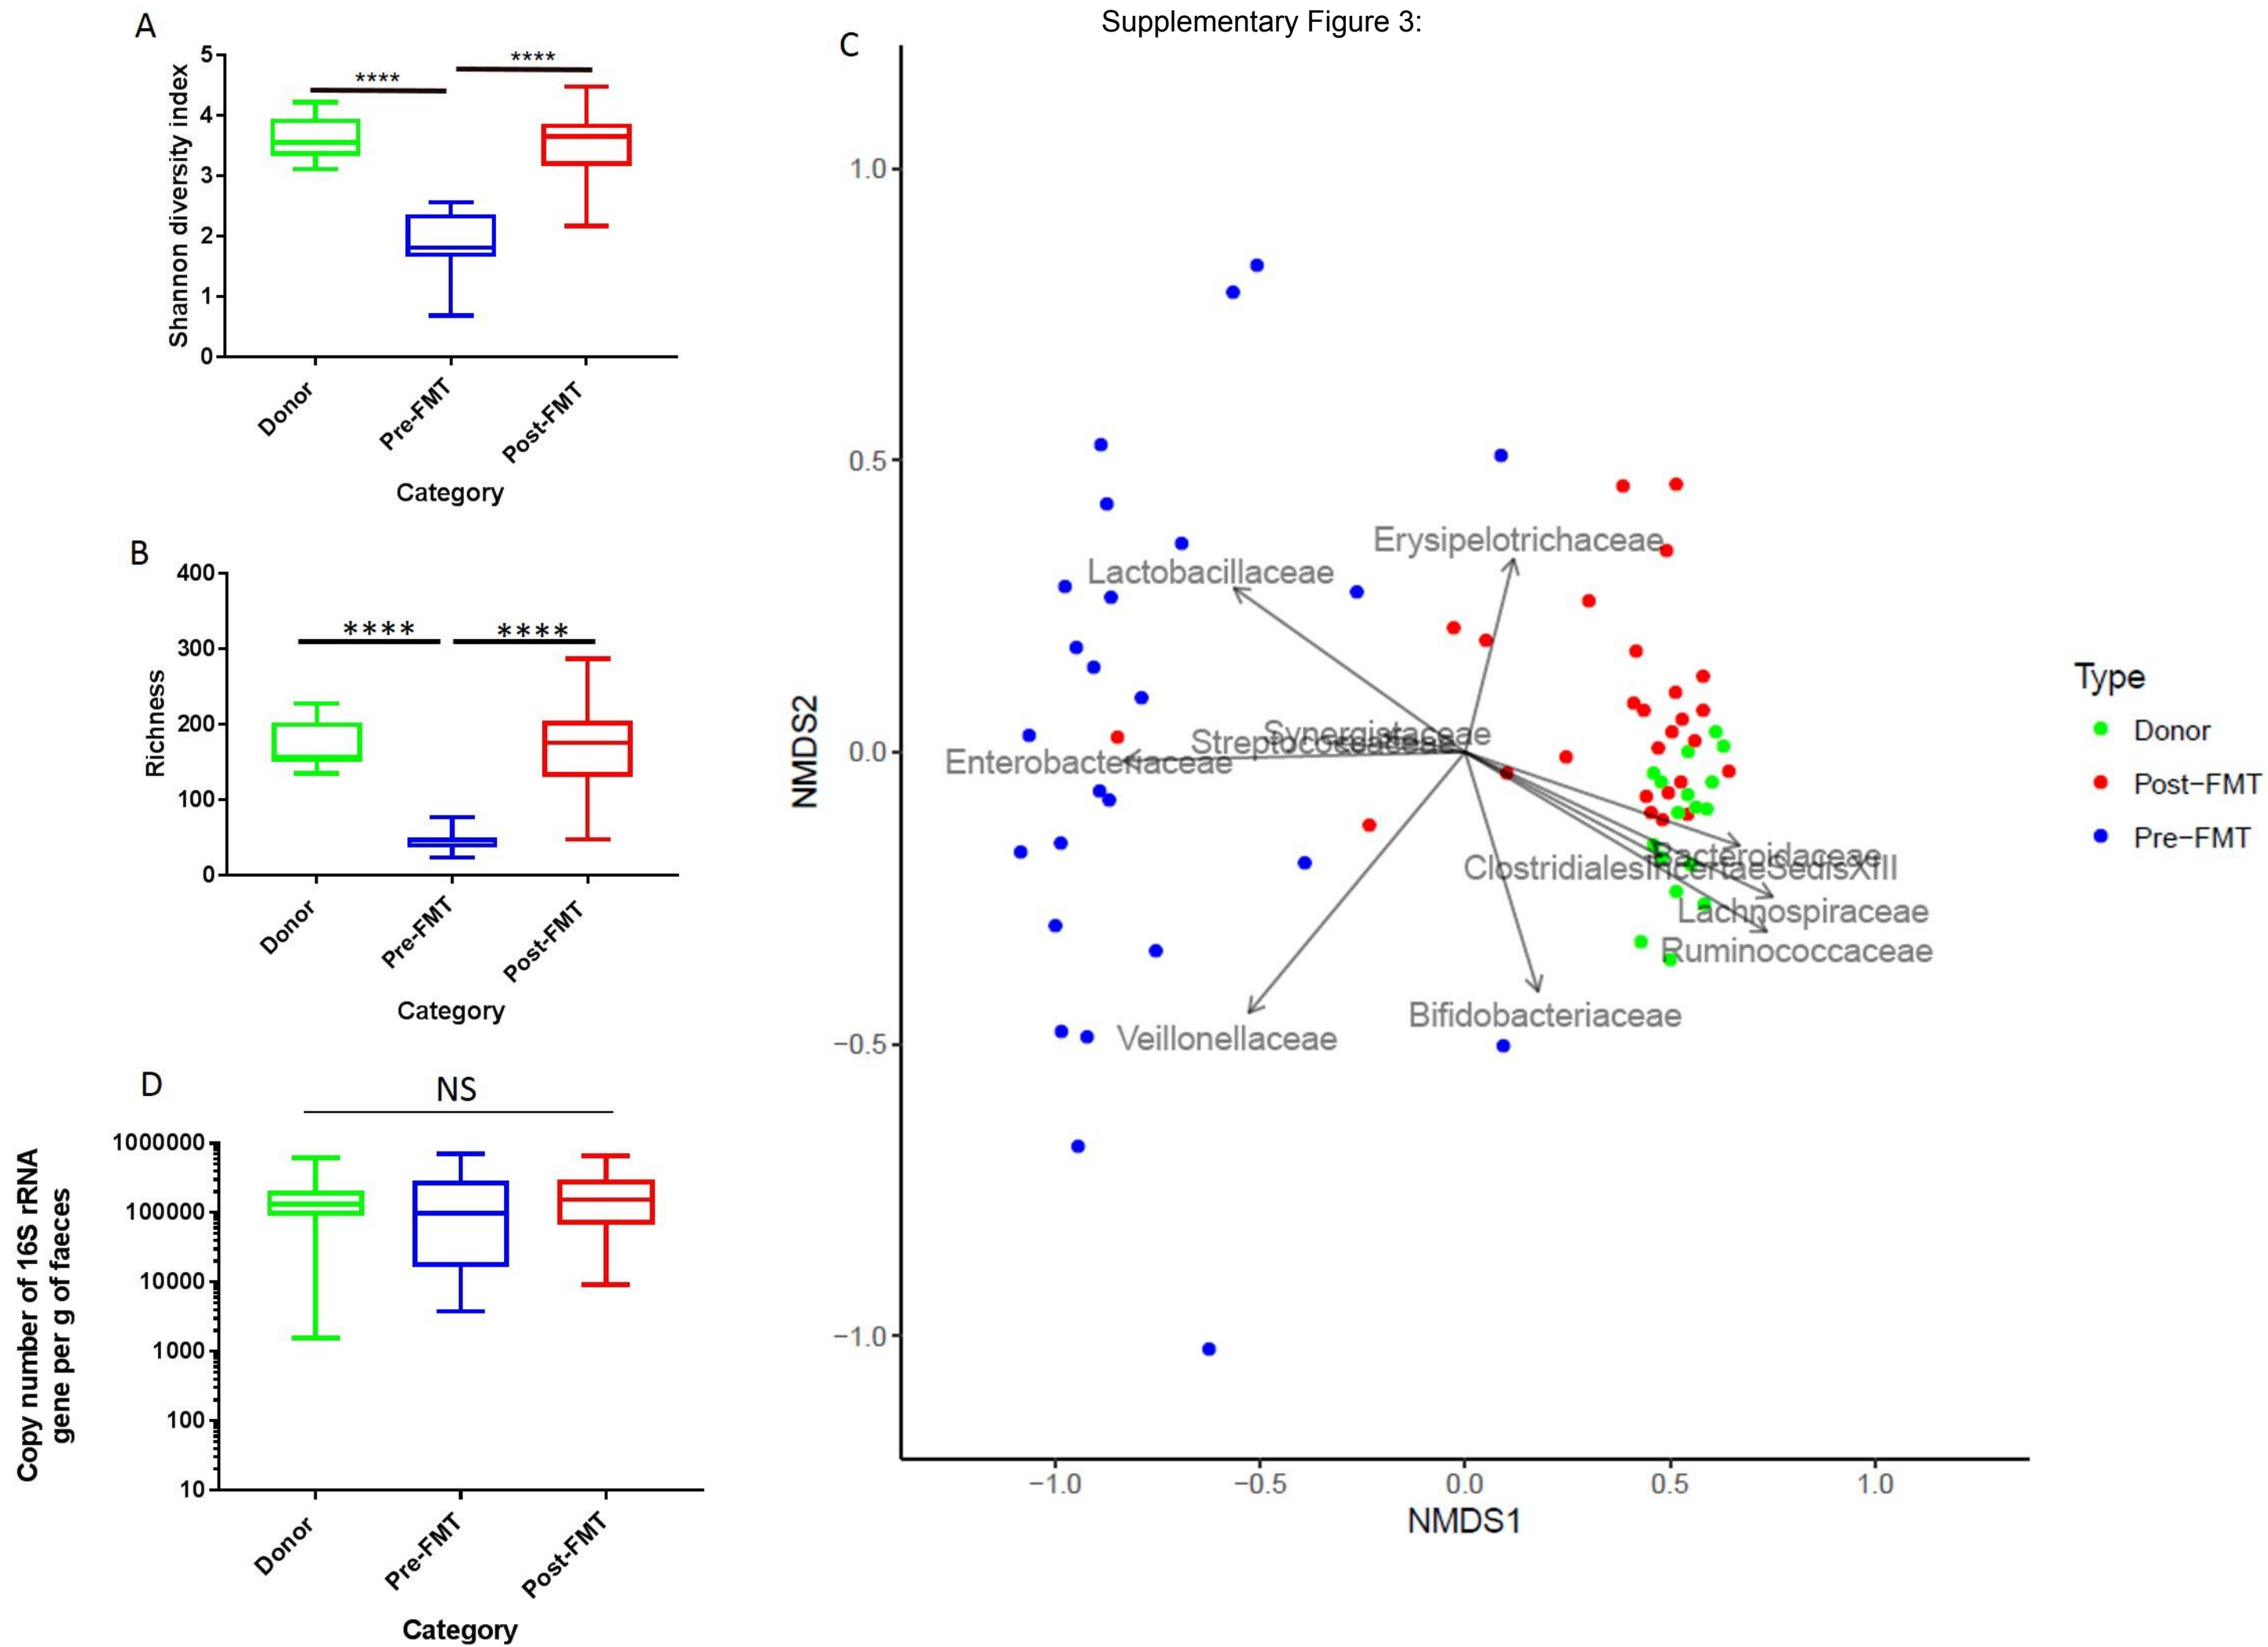 Supplementary Figure 3:
A
Shannon diversity index
5
4
3
2
1
0
****
****
Donor
Pre-FMT
Post-FMT
Category
B
Richness
400
300
200
100
0
****
****
Donor
Pre-FMT
Post-FMT
Category
D
NS
Copy number of 16S rRNA
gene per g of faeces
1000000
100000
10000
1000
100
10
Donor
Pre-FMT
Post-FMT
Category
C
NMDS2
1.0
0.5
0.0
−0.5
−1.0
Erysipelotrichaceae
Lactobacillaceae
Synergistaceae
Streptococcaceae
Enterobacteriaceae
Bacteroidaceae
ClostridialesIncertaeSedisXIII
Lachnospiraceae
Ruminococcaceae
Bifidobacteriaceae
Veillonellaceae
−1.0
−0.5
0.0
0.5
1.0
NMDS1
Type
Donor
Post−FMT
Pre−FMT